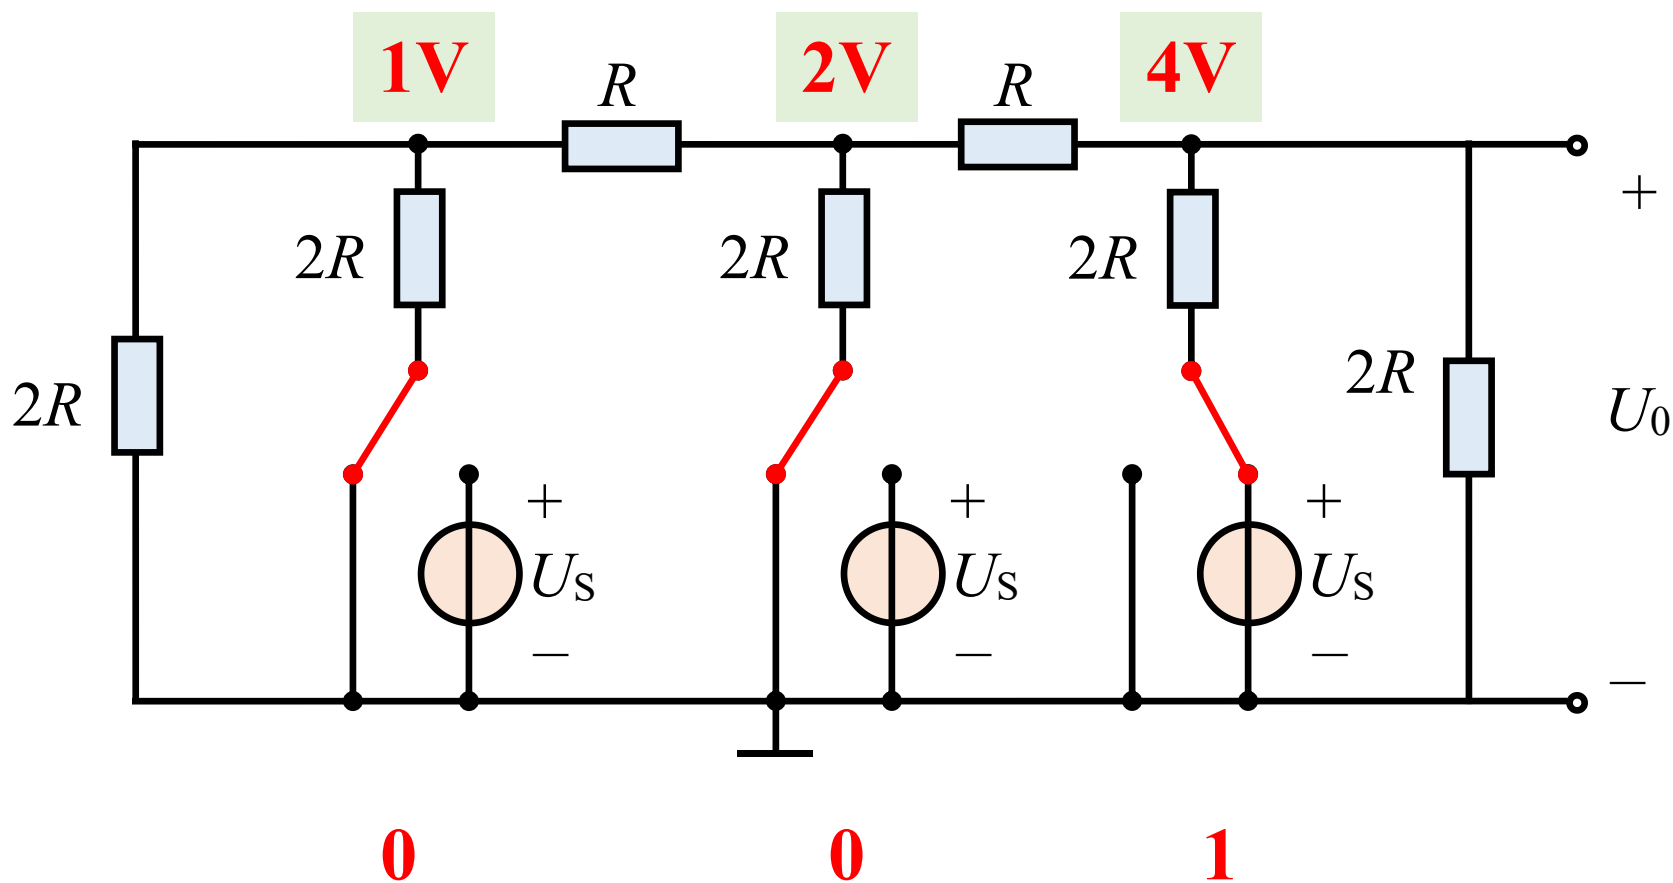 1V 2V 4V
R R
2R 2R 2R
2R 2R
U0
+
+ + +
US US US
− − −
−
0 0 1